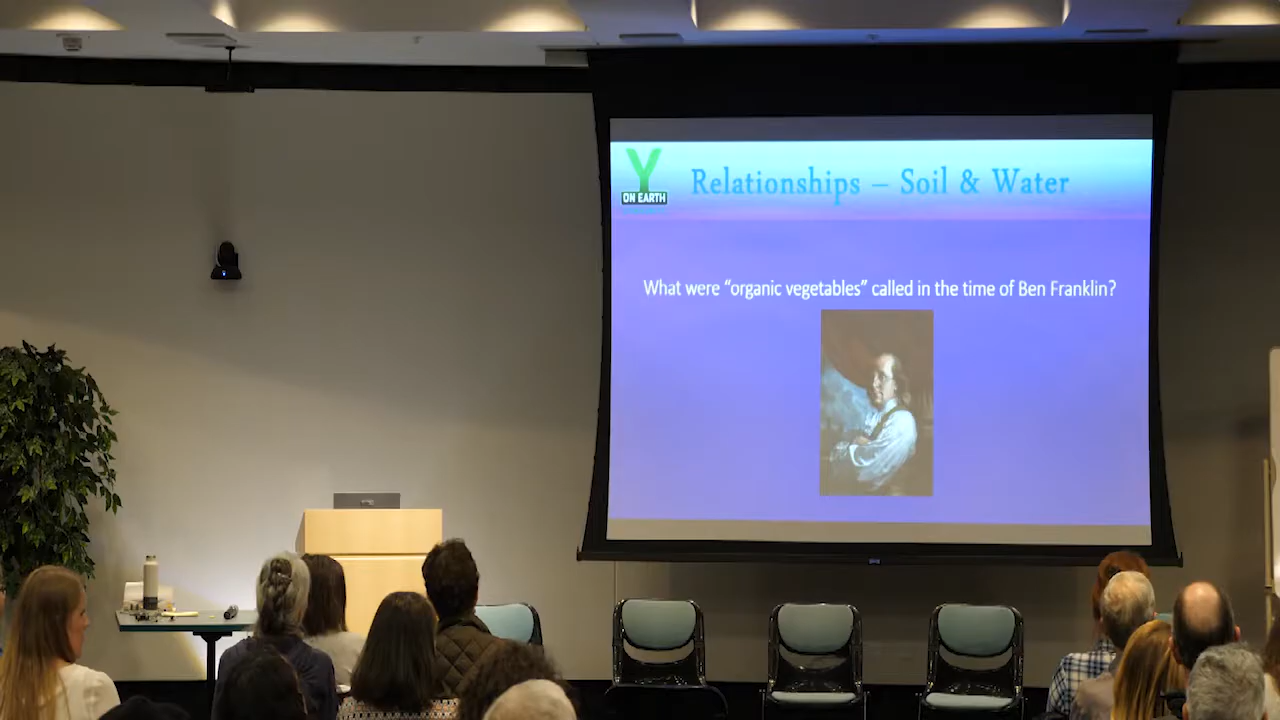 Y
ON EARTH
Relationships – Soil & Water
What were “organic vegetables” called in the time of Ben Franklin?